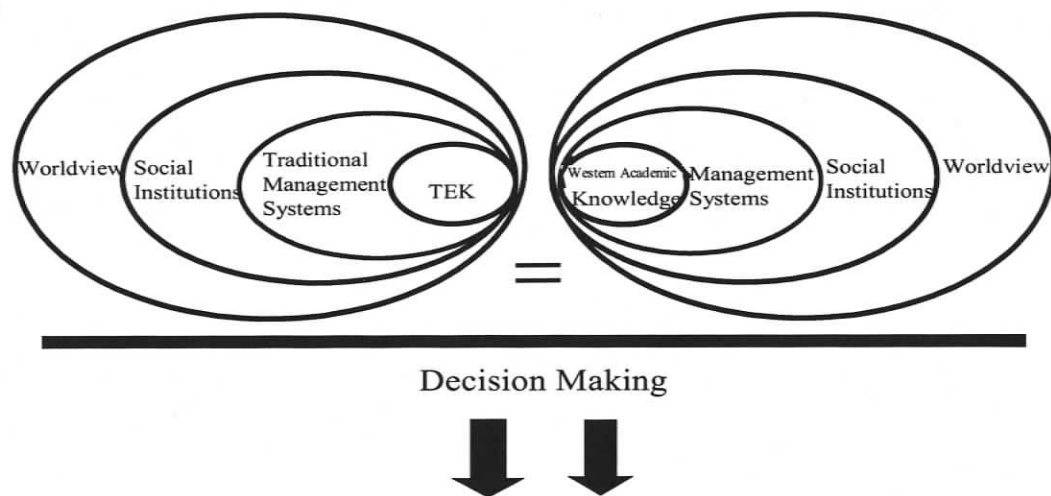 Worldview
Social
Institutions
Traditional
Management
Systems
TEK
Western Academic
Knowledge
Management
Systems
Social
Institutions
Worldview
=
Decision Making